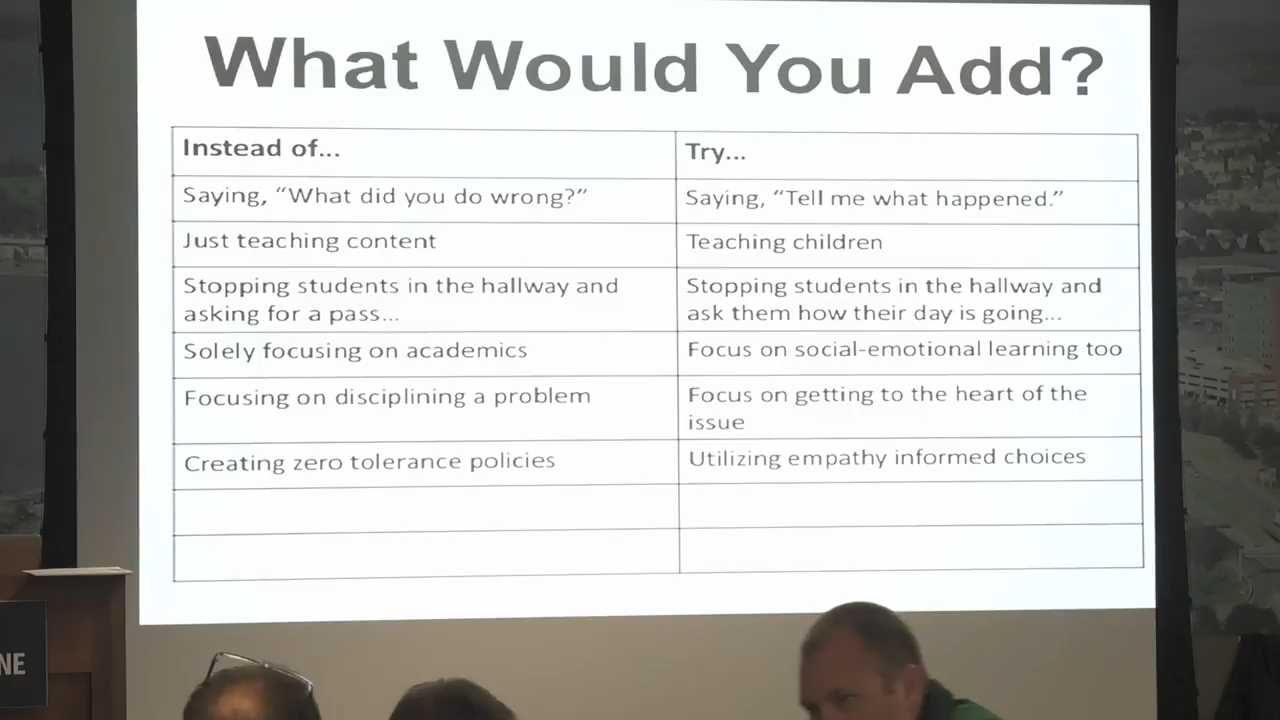 What Would You Add?
Instead of...
Try...
Saying, “What did you do wrong?”
Saying, “Tell me what happened.”
Just teaching content
Teaching children
Stopping students in the hallway and
asking for a pass...
Stopping students in the hallway and
ask them how their day is going...
Solely focusing on academics
Focus on social-emotional learning too
Focusing on disciplining a problem
Focus on getting to the heart of the
issue
Creating zero tolerance policies
Utilizing empathy informed choices